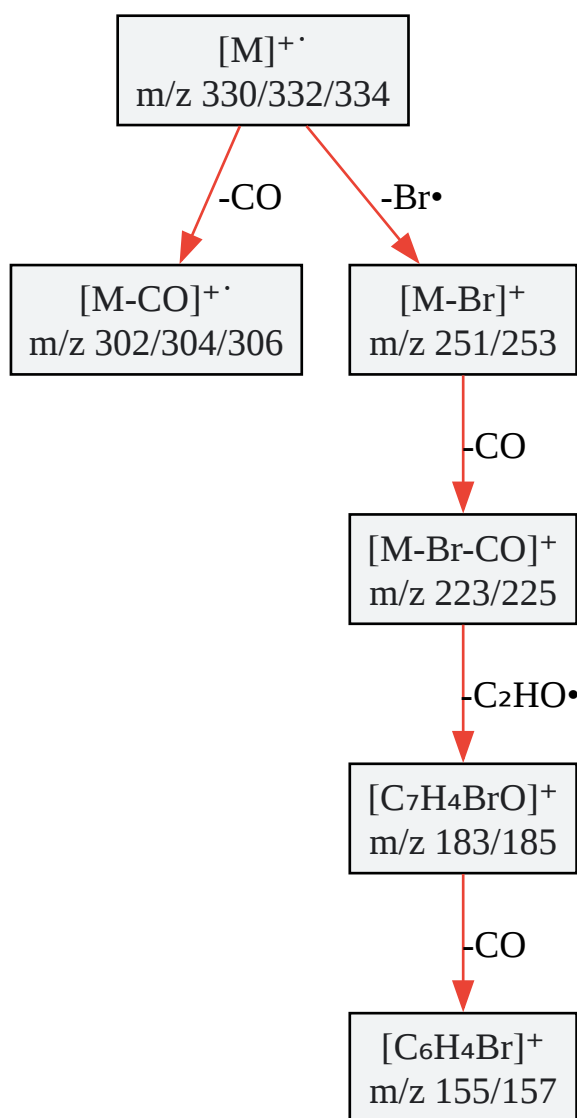 [M]⁺˙
m/z 330/332/334
-CO
-Br•
[M-CO]⁺˙
m/z 302/304/306
[M-Br]⁺
m/z 251/253
-CO
[M-Br-CO]⁺
m/z 223/225
-C₂HO•
[C₇H₄BrO]⁺
m/z 183/185
-CO
[C₆H₄Br]⁺
m/z 155/157